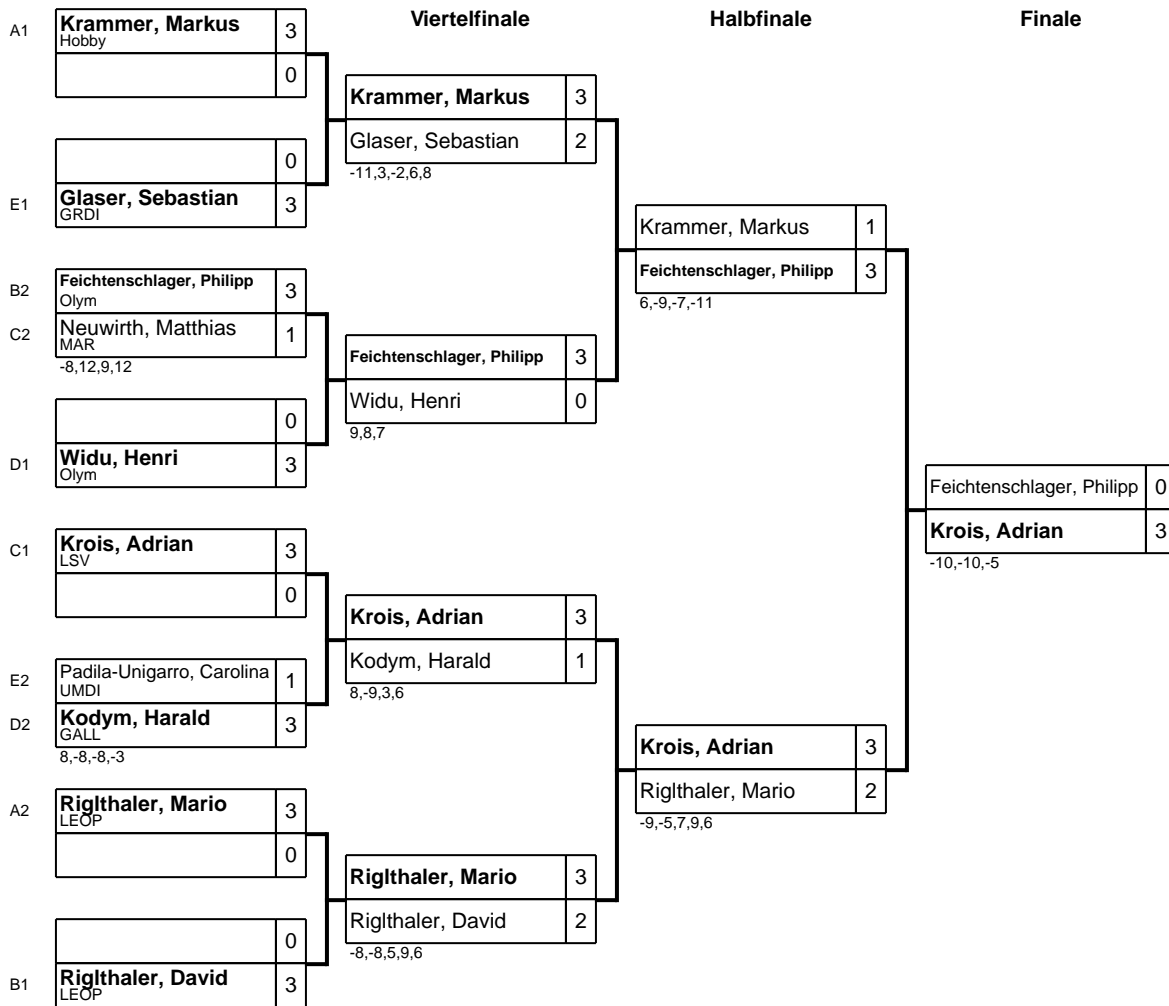 Viertelfinale
Halbfinale
Finale
A1
Krammer, Markus 3
Hobby
0
0
E1
Glaser, Sebastian 3
GRDI
B2
Feichtenschlager, Philipp 3
Olym
C2
Neuwirth, Matthias 1
MAR
-8,12,9,12
0
D1
Widu, Henri 3
Olym
C1
Krois, Adrian 3
LSV
0
E2
Padila-Unigarro, Carolina 1
UMDI
D2
Kodym, Harald 3
GALL
8,-8,-8,-3
A2
Riglthaler, Mario 3
LEOP
0
0
B1
Riglthaler, David 3
LEOP
Krammer, Markus 3
Glaser, Sebastian 2
-11,3,-2,6,8
Feichtenschlager, Philipp 3
Widu, Henri 0
9,8,7
Krois, Adrian 3
Kodym, Harald 1
8,-9,3,6
Riglthaler, Mario 3
Riglthaler, David 2
-8,-8,5,9,6
Krammer, Markus 1
Feichtenschlager, Philipp 3
6,-9,-7,-11
Krois, Adrian 3
Riglthaler, Mario 2
-9,-5,7,9,6
Feichtenschlager, Philipp 0
Krois, Adrian 3
-10,-10,-5